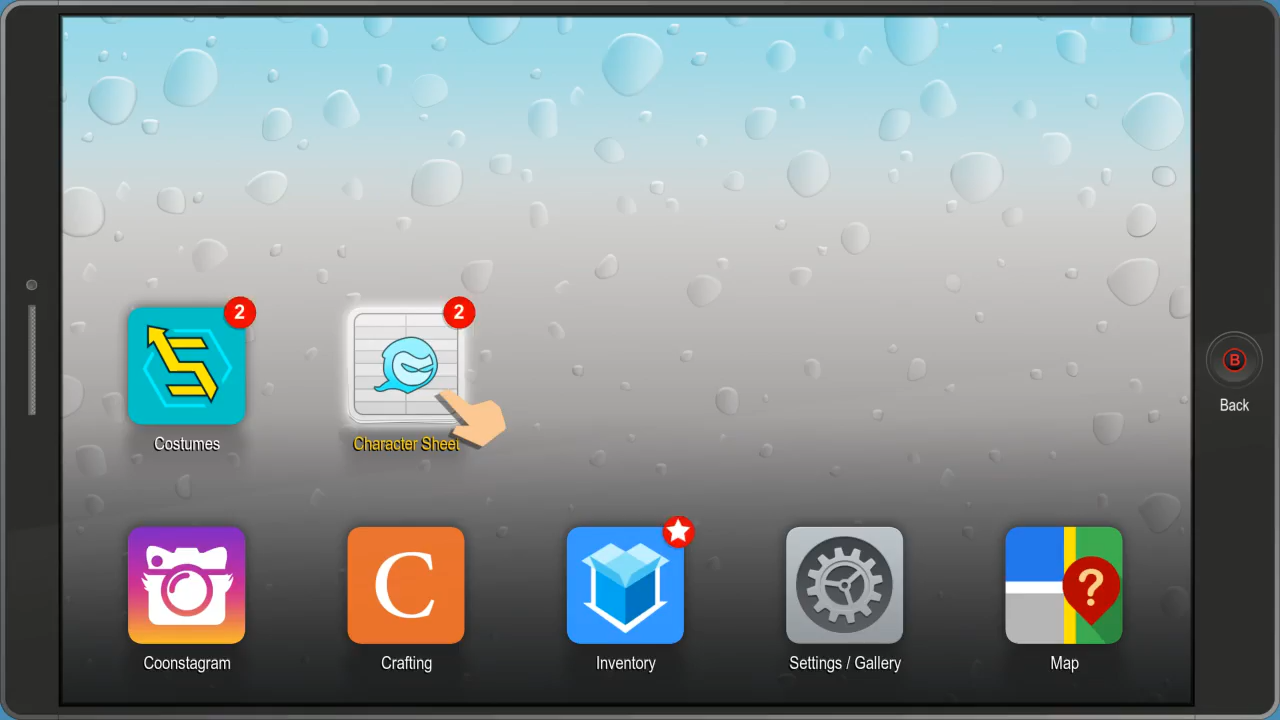 2
2
Costumes
Character Sheet
B
Back
C
?
Coonstagram
Crafting
Inventory
Settings / Gallery
Map